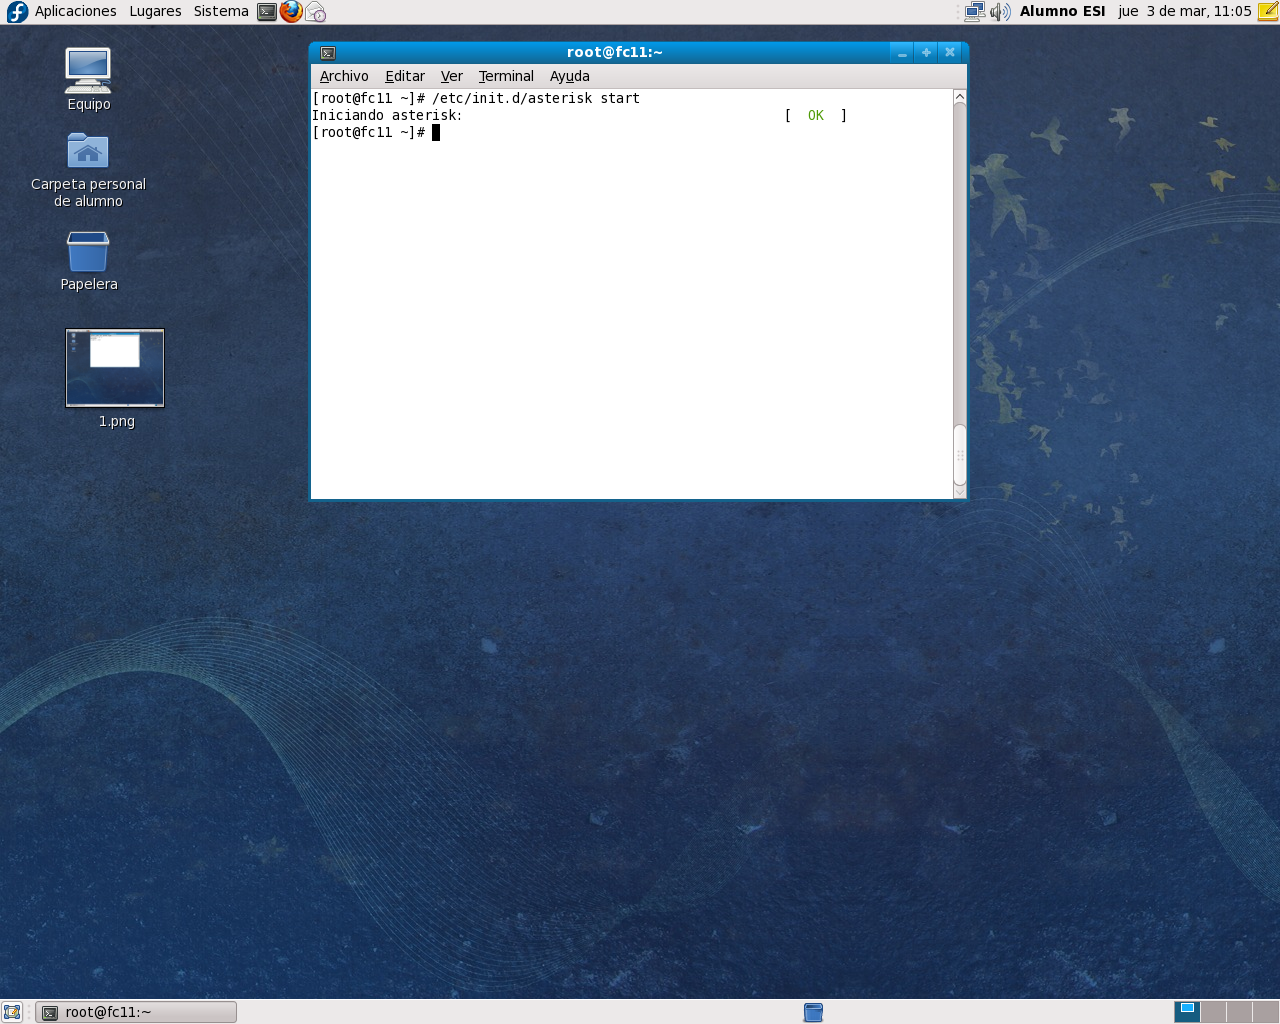 Aplicaciones Lugares Sistema Alumno ESI jue 3 de mar, 11:05
Equipo
Carpeta personal
de alumno
Papelera
1.png
root@fc11:~
Archivo Editar Ver Terminal Ayuda
[root@fc11 ~]# /etc/init.d/asterisk start
Iniciando asterisk: [ OK ]
[root@fc11 ~]#
root@fc11:~